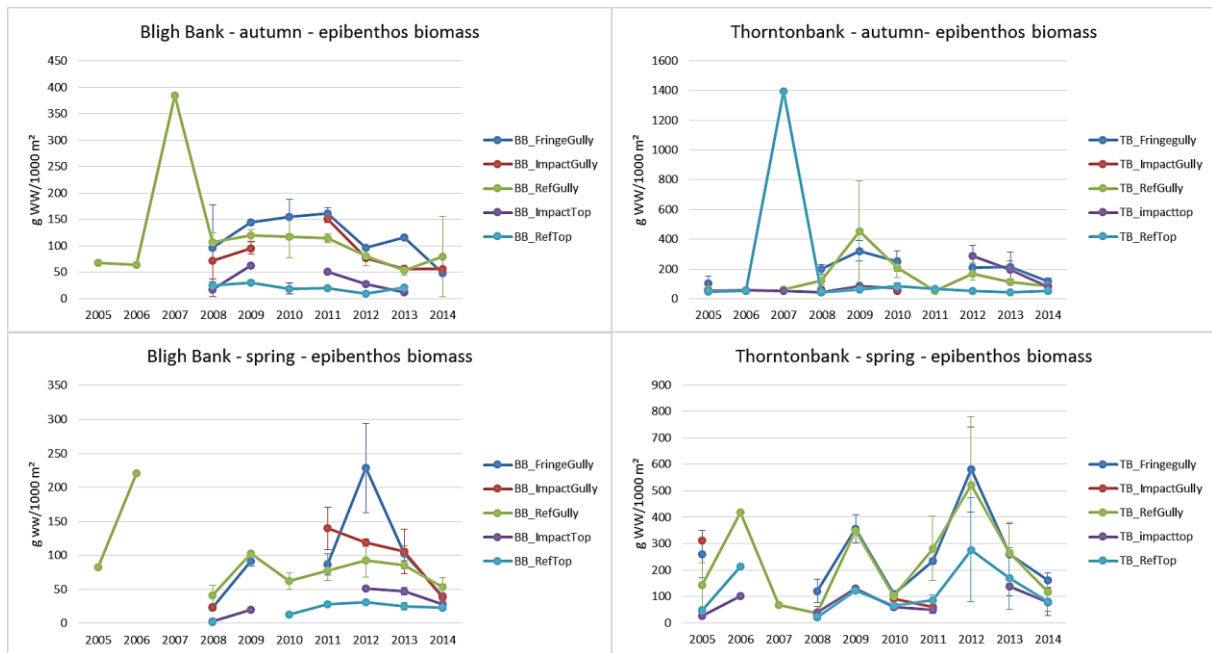 Bligh Bank - autumn - epibenthos biomass
g WW/1000 m²
450
400
350
300
250
200
150
100
50
0
2005 2006 2007 2008 2009 2010 2011 2012 2013 2014
BB_FringeGully
BB_ImpactGully
BB_RefGully
BB_ImpactTop
BB_RefTop
Thorntonbank - autumn- epibenthos biomass
g WW/1000 m²
1600
1400
1200
1000
800
600
400
200
0
2005 2006 2007 2008 2009 2010 2011 2012 2013 2014
TB_Fringegully
TB_ImpactGully
TB_RefGully
TB_impacttop
TB_RefTop
Bligh Bank - spring - epibenthos biomass
g ww/1000 m²
350
300
250
200
150
100
50
0
2005 2006 2007 2008 2009 2010 2011 2012 2013 2014
BB_FringeGully
BB_ImpactGully
BB_RefGully
BB_ImpactTop
BB_RefTop
Thorntonbank - spring - epibenthos biomass
g WW/1000 m²
900
800
700
600
500
400
300
200
100
0
2005 2006 2007 2008 2009 2010 2011 2012 2013 2014
TB_Fringegully
TB_ImpactGully
TB_RefGully
TB_impacttop
TB_RefTop